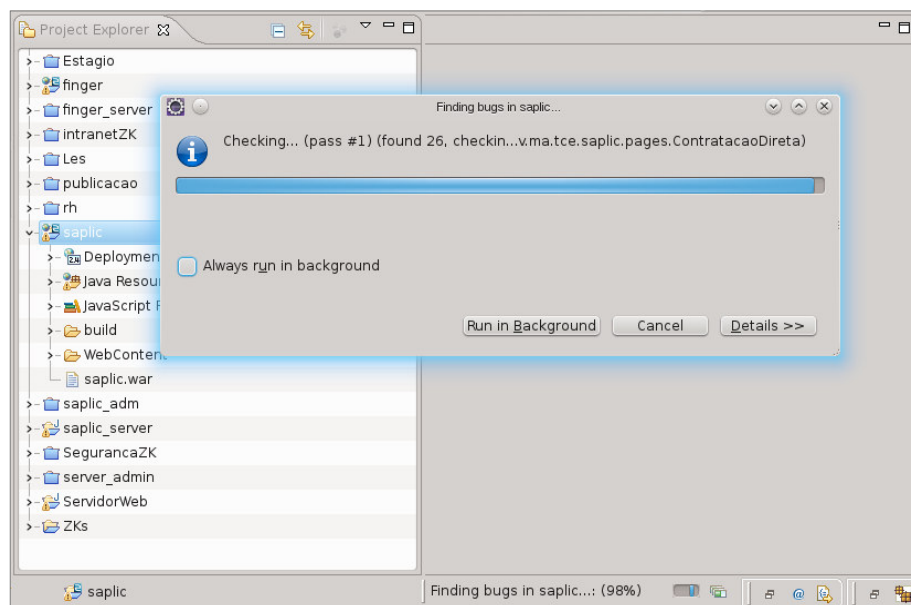 Project Explorer
Estagio
finger
finger_server
intranetZK
Les
publicacao
rh
saplic
Deploymen
Java Resou
JavaScript
build
WebConten
saplic.war
saplic_adm
saplic_server
SegurancaZK
server_admin
ServidorWeb
ZKs
Finding bugs in saplic...
Checking... (pass #1) (found 26, checkin...v.ma.tce.saplic.pages.ContratacaoDireta)
Always run in background
Run in Background Cancel Details >>
saplic
Finding bugs in saplic...: (98%)